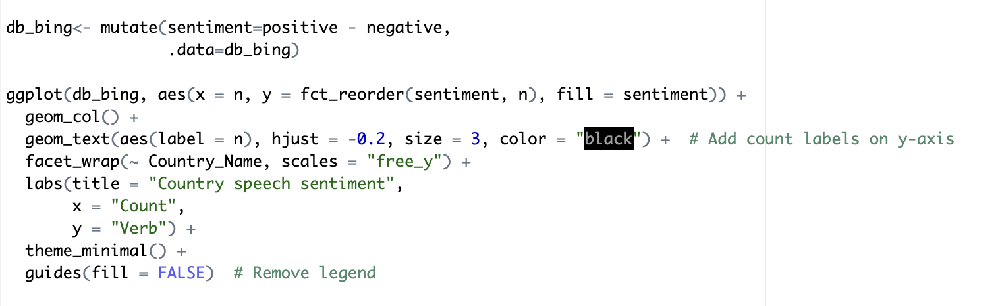 db_bing<- mutate(sentiment=positive - negative,
                 .data=db_bing)

ggplot(db_bing, aes(x = n, y = fct_reorder(sentiment, n), fill = sentiment)) +
  geom_col() +
  geom_text(aes(label = n), hjust = -0.2, size = 3, color = "black") +  # Add count labels on y-axis
  facet_wrap(~ Country_Name, scales = "free_y") +
  labs(title = "Country speech sentiment",
       x = "Count",
       y = "Verb") +
  theme_minimal() +
  guides(fill = FALSE)  # Remove legend